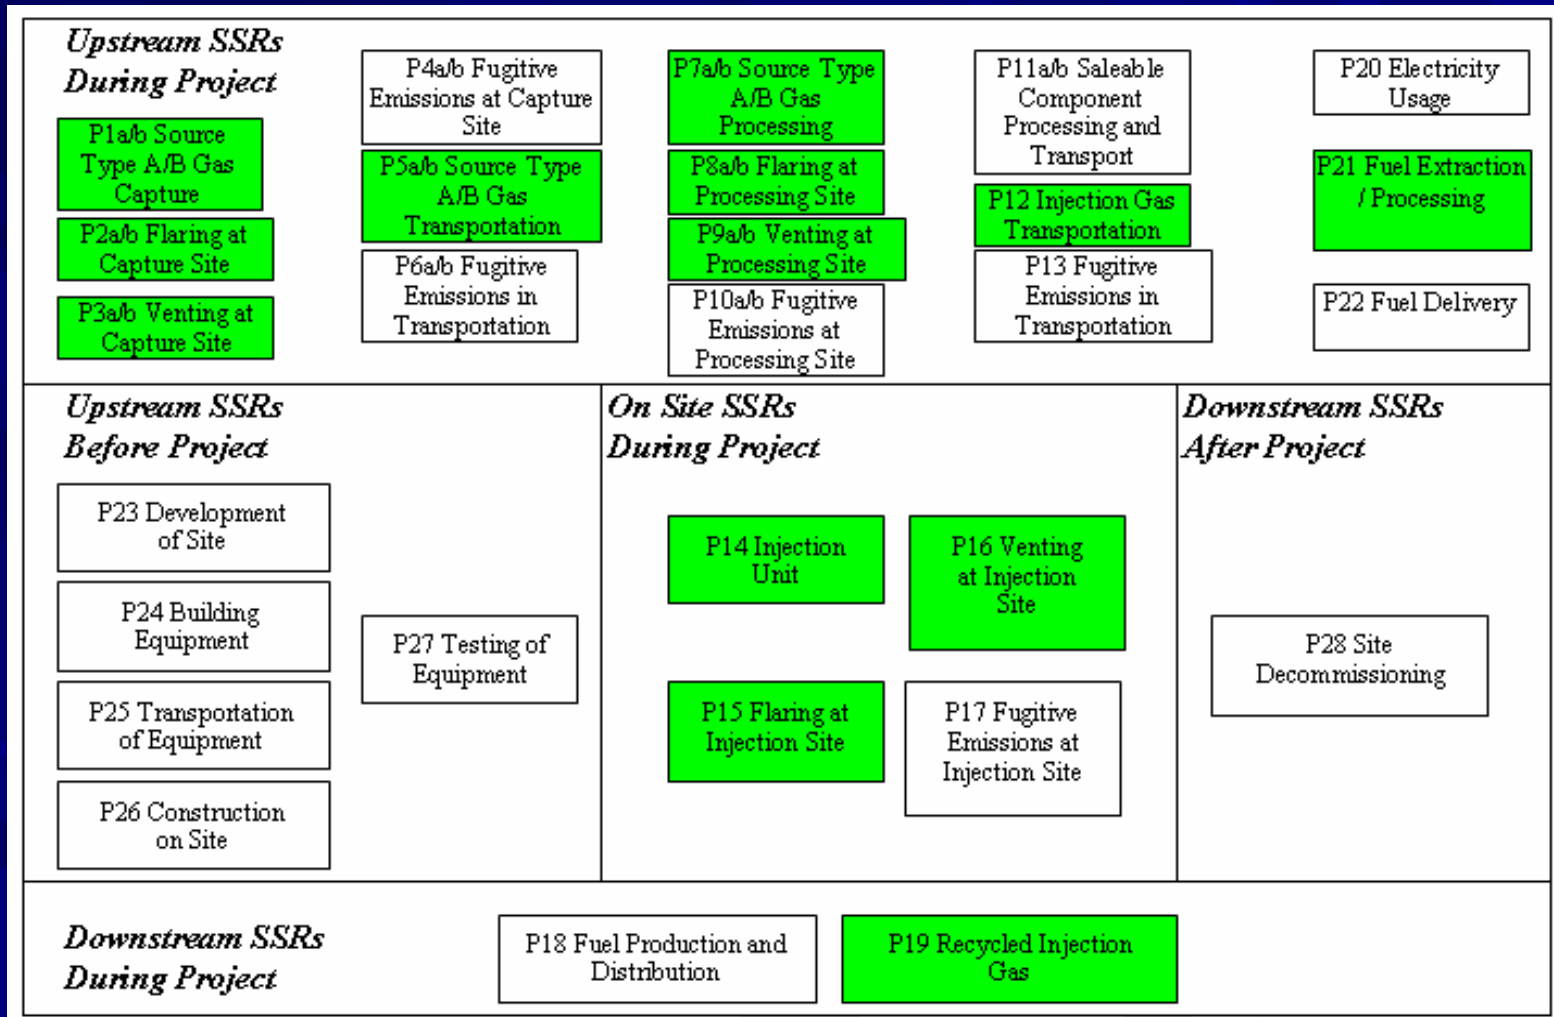 Upstream SSRs
During Project
P1a/b Source
Type A/B Gas
Capture
P2a/b Flaring at
Capture Site
P3a/b Venting at
Capture Site
P4a/b Fugitive
Emissions at Capture
Site
P5a/b Source Type
A/B Gas
Transportation
P6a/b Fugitive
Emissions in
Transportation
P7a/b Source Type
A/B Gas
Processing
P8a/b Flaring at
Processing Site
P9a/b Venting at
Processing Site
P10a/b Fugitive
Emissions at
Processing Site
P11a/b Saleable
Component
Processing and
Transport
P12 Injection Gas
Transportation
P13 Fugitive
Emissions in
Transportation
P20 Electricity
Usage
P21 Fuel Extraction
/ Processing
P22 Fuel Delivery
Upstream SSRs
Before Project
P23 Development
of Site
P24 Building
Equipment
P25 Transportation
of Equipment
P26 Construction
on Site
P27 Testing of
Equipment
On Site SSRs
During Project
P14 Injection
Unit
P15 Flaring at
Injection Site
P16 Venting
at Injection
Site
P17 Fugitive
Emissions at
Injection Site
Downstream SSRs
After Project
P28 Site
Decommissioning
Downstream SSRs
During Project
P18 Fuel Production and
Distribution
P19 Recycled Injection
Gas